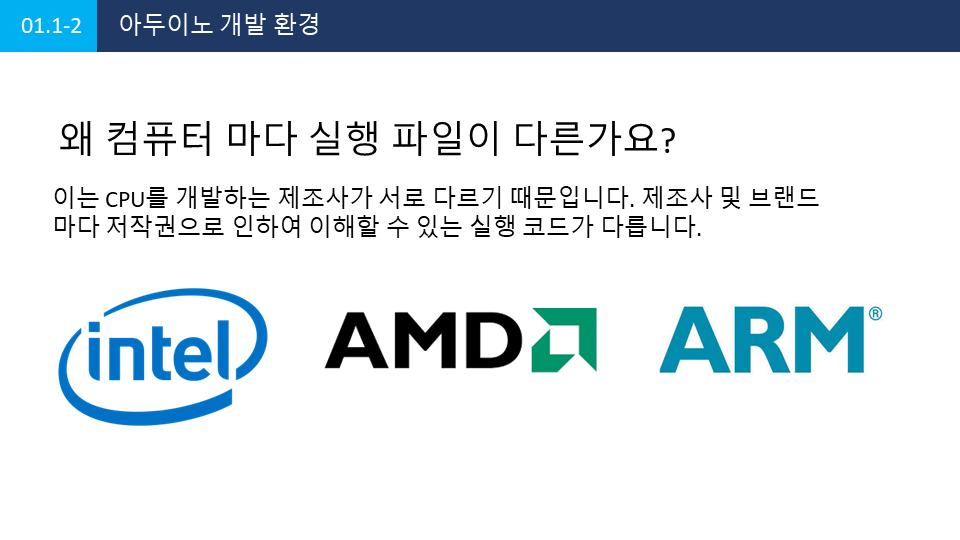 01.1-2 아두이노 개발 환경
왜 컴퓨터 마다 실행 파일이 다른가요?
이는 CPU를 개발하는 제조사가 서로 다르기 때문입니다. 제조사 및 브랜드
마다 저작권으로 인하여 이해할 수 있는 실행 코드가 다릅니다.
intel AMD ARM®